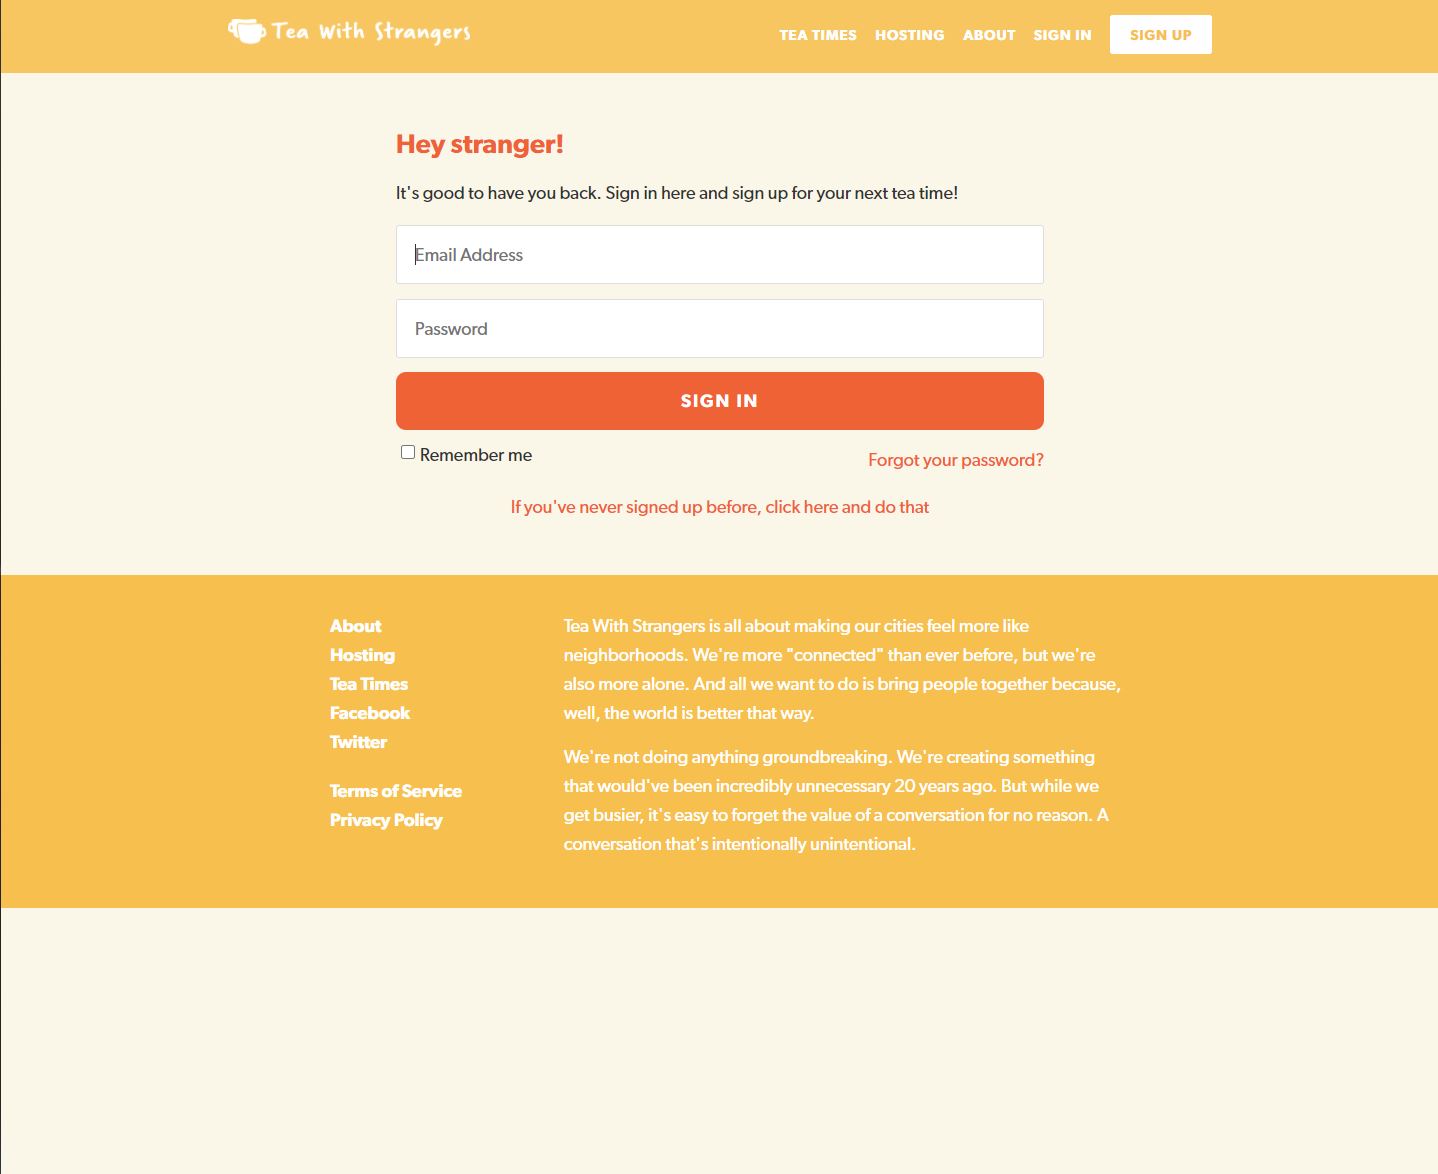 Tea With Strangers
TEA TIMES HOSTING ABOUT SIGN IN SIGN UP
Hey stranger!
It's good to have you back. Sign in here and sign up for your next tea time!
Email Address
Password
SIGN IN
Remember me
Forgot your password?
If you've never signed up before, click here and do that
About
Hosting
Tea Times
Facebook
Twitter
Terms of Service
Privacy Policy
Tea With Strangers is all about making our cities feel more like
neighborhoods. We're more "connected" than ever before, but we're
also more alone. And all we want to do is bring people together because,
well, the world is better that way.
We're not doing anything groundbreaking. We're creating something
that would've been incredibly unnecessary 20 years ago. But while we
get busier, it's easy to forget the value of a conversation for no reason. A
conversation that's intentionally unintentional.